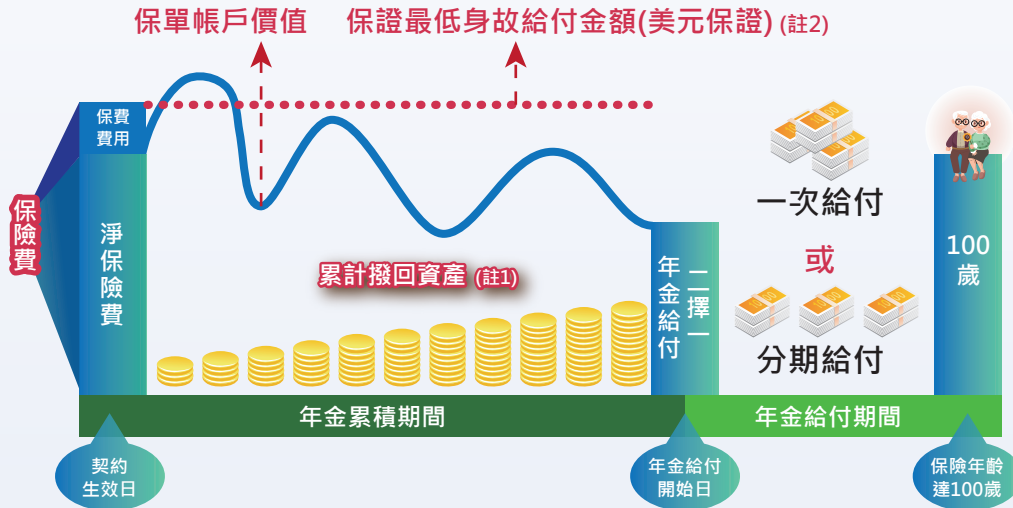 保單帳戶價值
保證最低身故給付金額(美元保證) (註2)
保費
費用
保險費
淨保險費
累計撥回資產 (註1)
年金給付
二擇一
一次給付
或
分期給付
100
歲
年金累積期間
年金給付期間
契約
生效日
年金給付
開始日
保險年齡
達100歲